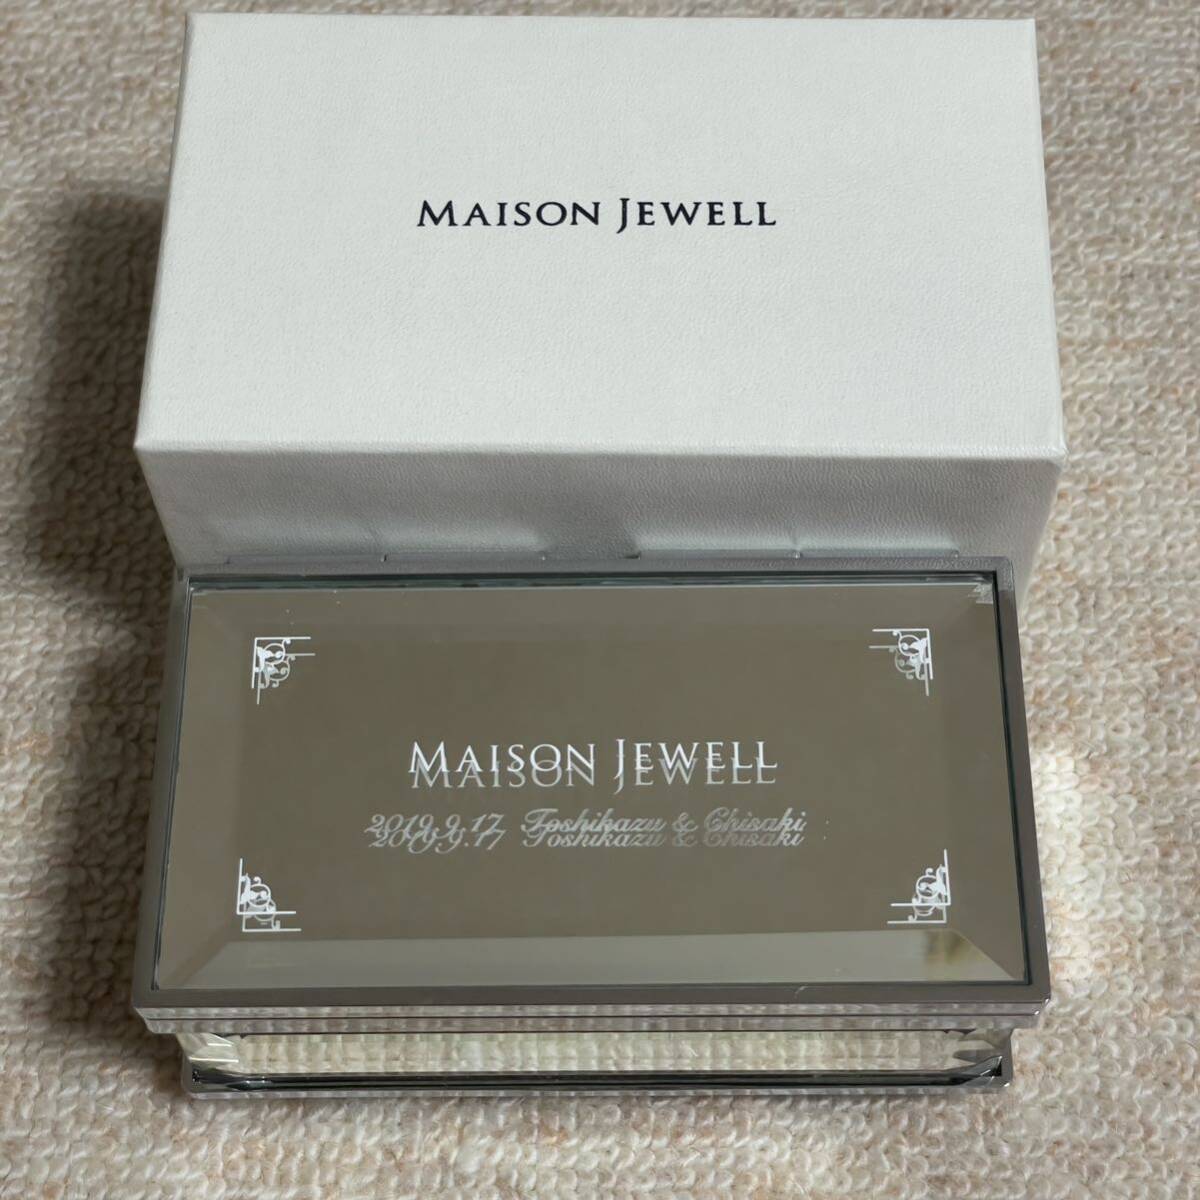 MAISON JEWELL
MAISON JEWELL
2019.9.17 Toshikazu & Chisaki